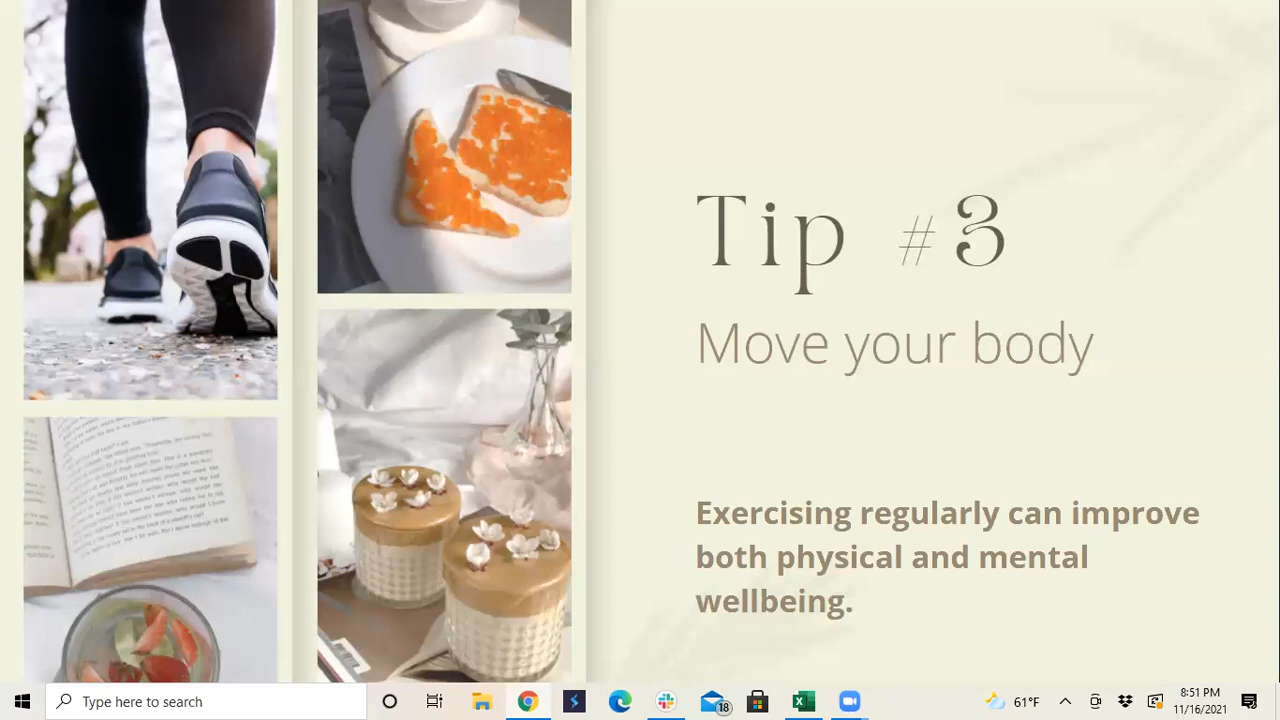 Tip #3
Move your body
Exercising regularly can improve
both physical and mental
wellbeing.
Type here to search
18
61°F
8:51 PM
11/16/2021